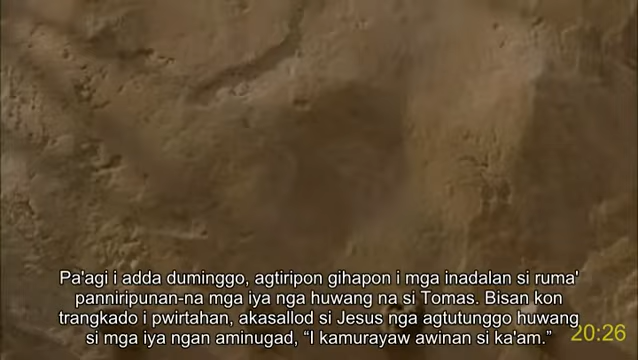 Pa'agi i adda duminggo, agtiripon gihapon i mga inadalan si ruma'
panniripunan-na mga iya nga huwang na si Tomas. Bisan kon
trangkado i pwirtahan, akasallod si Jesus nga agtutunggo huwang
si mga iya ngan aminugad, “I kamurayaw awinan si ka'am.”
20:26